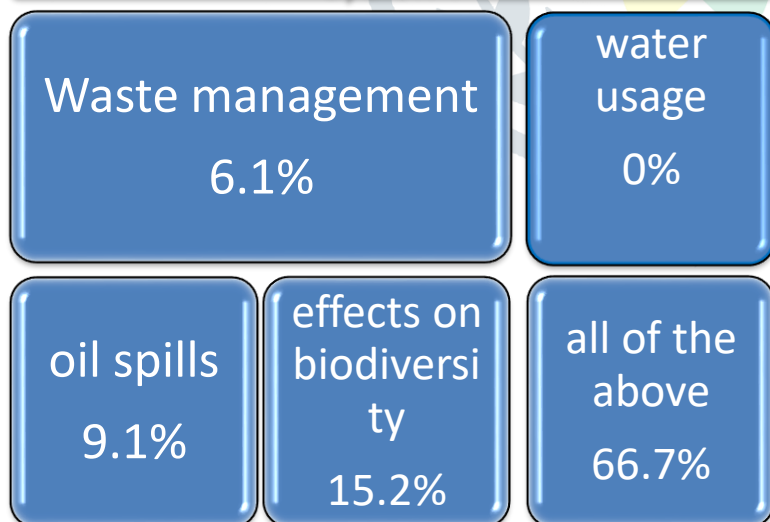 Waste management
6.1%
water
usage
0%
oil spills
9.1%
effects on
biodiversi
ty
15.2%
all of the
above
66.7%